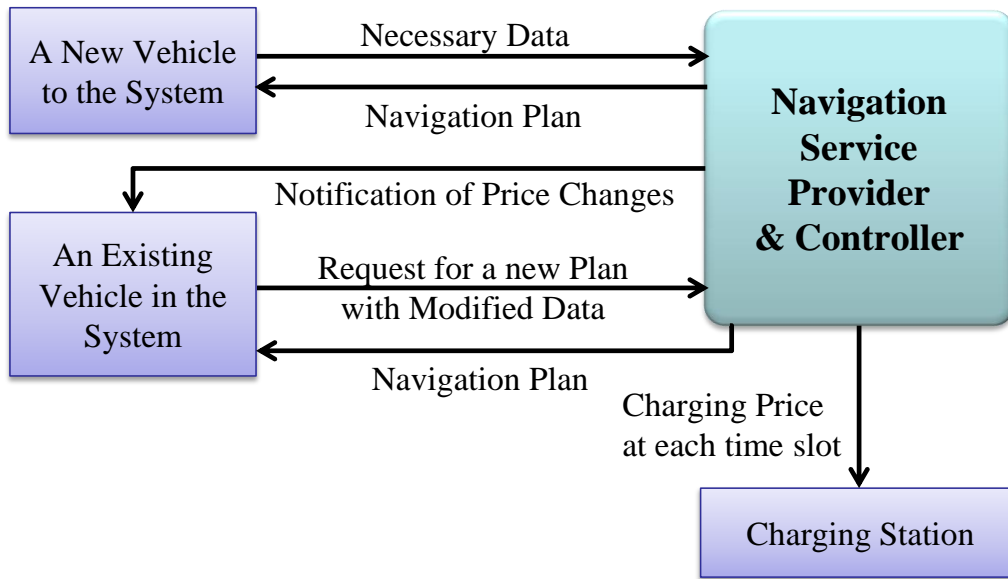 A New Vehicle
to the System
Necessary Data
Navigation Plan
Navigation
Service
Provider
& Controller
Notification of Price Changes
An Existing
Vehicle in the
System
Request for a new Plan
with Modified Data
Navigation Plan
Charging Price
at each time slot
Charging Station